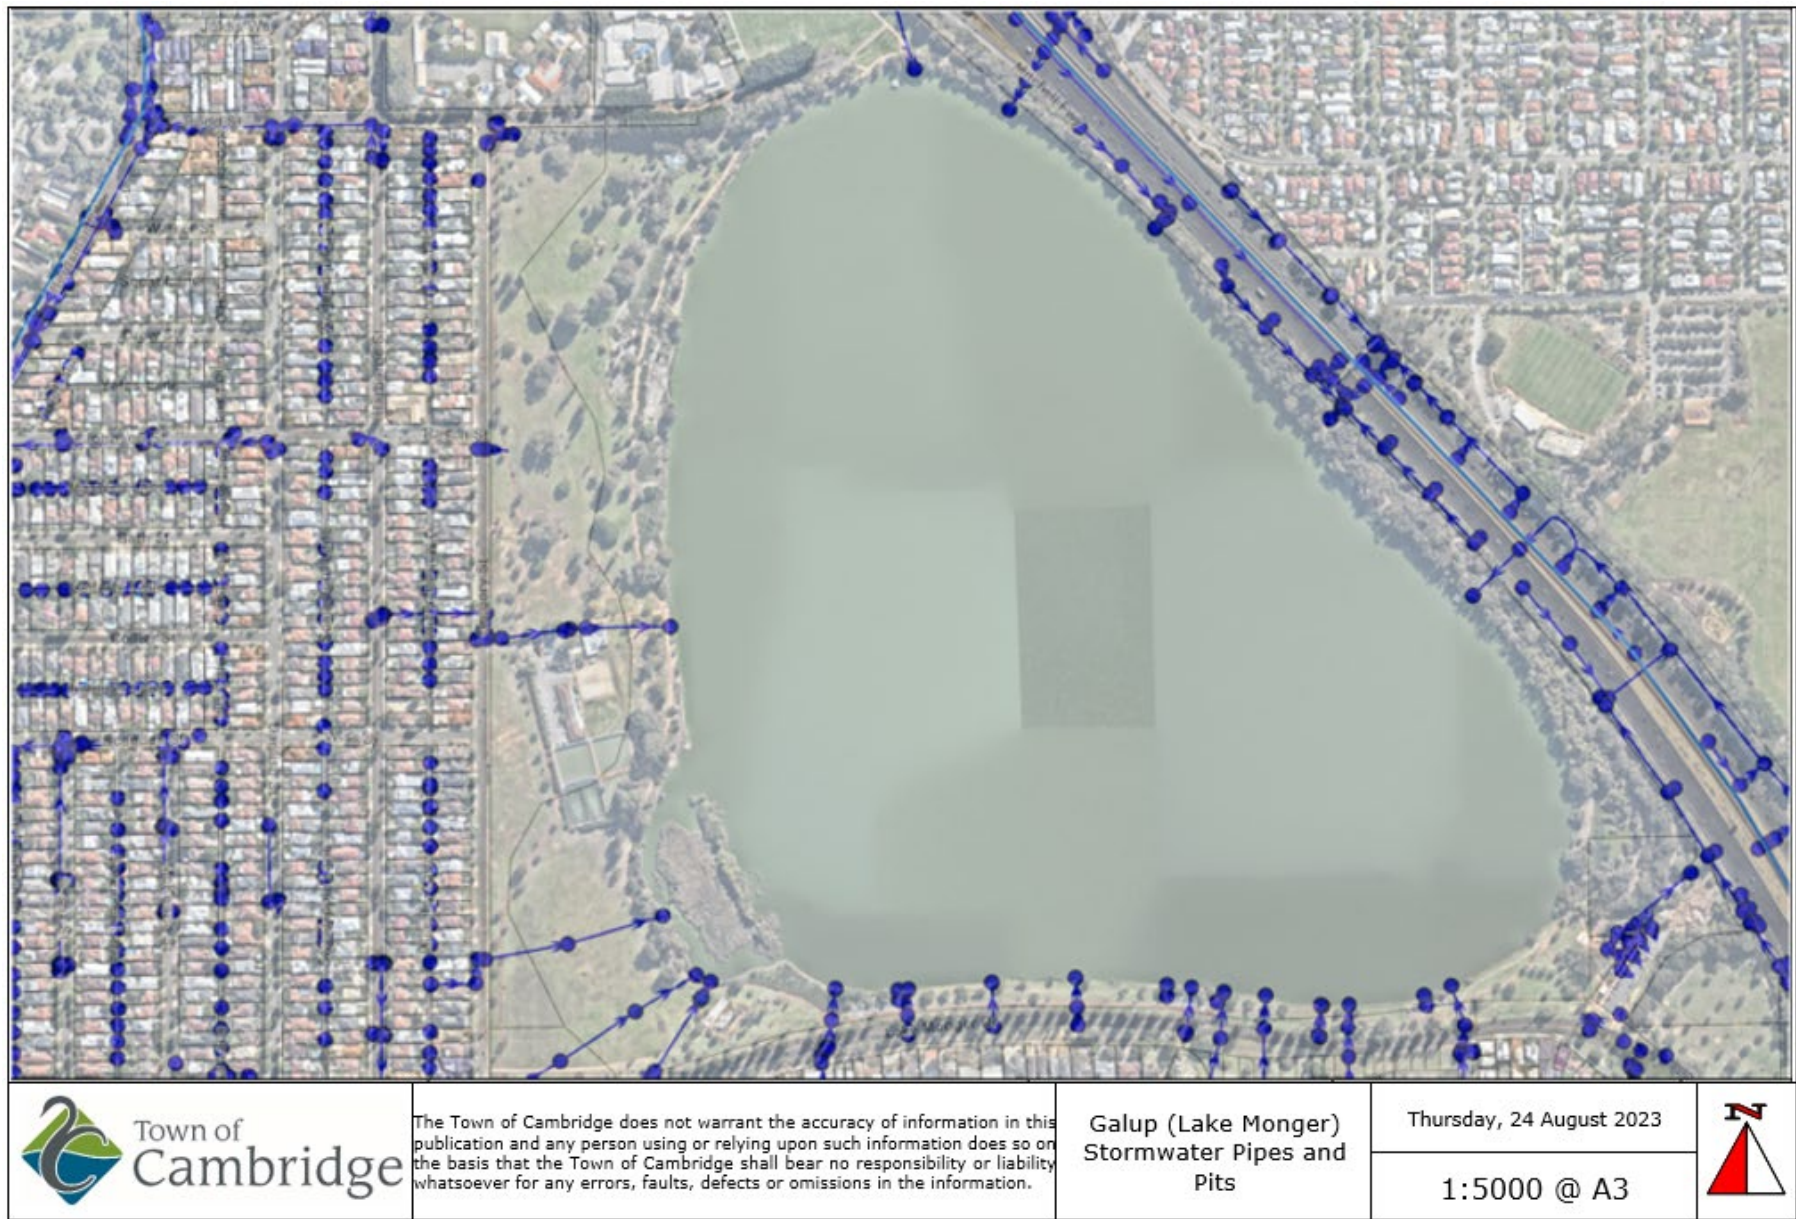 Town of
Cambridge
The Town of Cambridge does not warrant the accuracy of information in this
publication and any person using or relying upon such information does so on
the basis that the Town of Cambridge shall bear no responsibility or liability
whatsoever for any errors, faults, defects or omissions in the information.
Galup (Lake Monger)
Stormwater Pipes and
Pits
Thursday, 24 August 2023
1:5000 @ A3
N